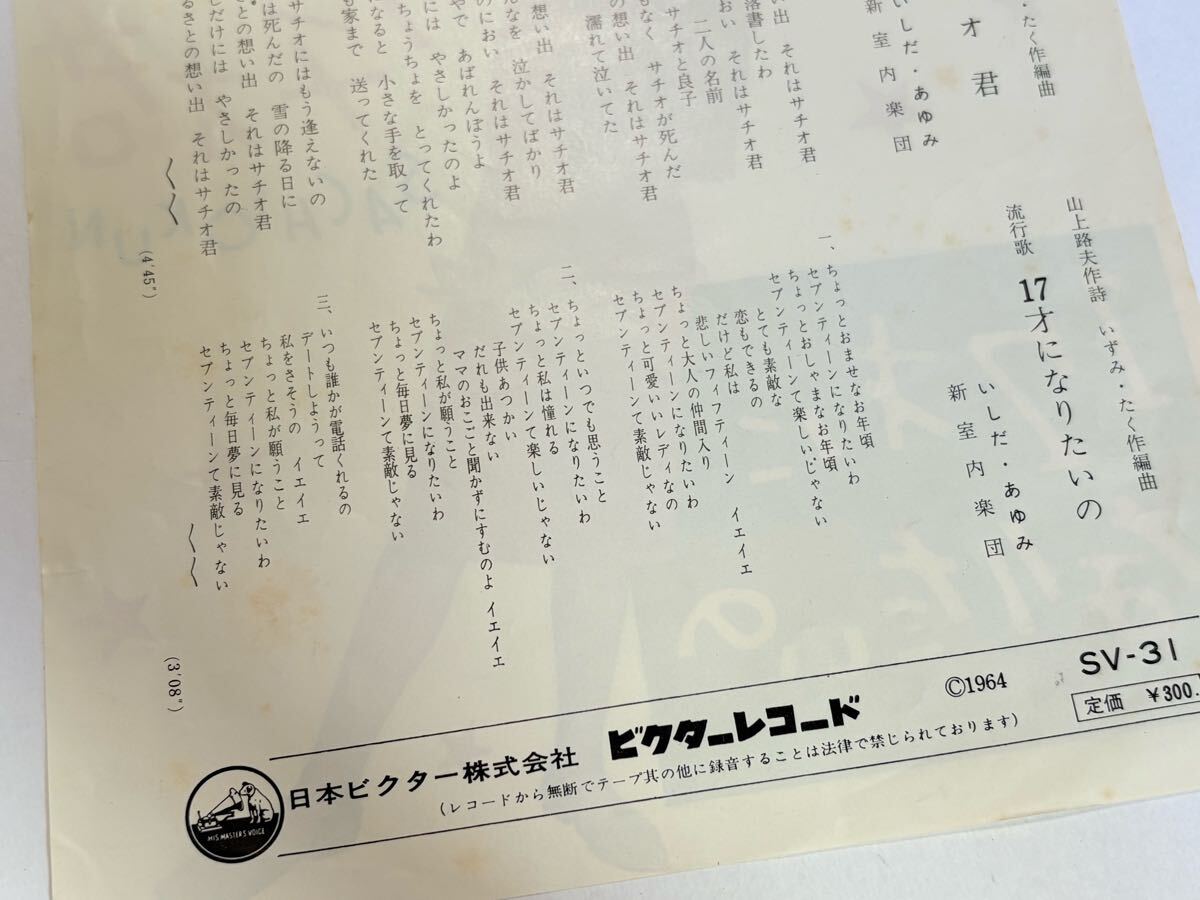 ・たく作編曲
オ君
いしだ・あゆみ
新室内楽団
い出 それはサチオ君
落書したわ
おい それはサチオ君
二人の名前
サチオと良子
もなく サチオが死んだ
の想い出 それはサチオ君
濡れて泣いてた
想い出 それはサチオ君
んなを 泣かしてばかり
のにおい それはサチオ君
やで あばれんぼうよ
には やさしかったのよ
ちょうちょを とってくれたわ
になると 小さな手を取って
も家まで 送ってくれた
サチオにはもう逢えないの
は死んだの 雪の降る日に
さとの想い出 それはサチオ君
しだけには やさしかったの
るさとの想い出 それはサチオ君
(4'45")
山上路夫作詩 いずみ・たく作編曲
流行歌 17才になりたいの
いしだ・あゆみ
新室内楽団
一、ちょっとおませなお年頃
セブンティーンになりたいわ
ちょっとおしゃまなお年頃
セブンティーンて楽しいじゃない
とても素敵な
恋もできるの
だけど私は
悲しいフィフティーン イェイェ
ちょっと大人の仲間入り
セブンティーンになりたいわ
ちょっと可愛いいレディなの
セブンティーンて素敵じゃない
二、ちょっといつでも思うこと
セブンティーンになりたいわ
ちょっと私は憧れる
セブンティーンて楽しいじゃない
子供あつかい
だれも出来ない
ママのおこごと聞かずにすむのよ イェイェ
ちょっと私が願うこと
セブンティーンになりたいわ
ちょっと毎日夢に見る
セブンティーンて素敵じゃない
三、いつも誰かが電話くれるの
デートしようって
私をさそうの イェイェ
ちょっと私が願うこと
セブンティーンになりたいわ
ちょっと毎日夢に見る
セブンティーンて素敵じゃない
(3'08")
SV-31
定価 ¥300.
©1964
日本ビクター株式会社 ビクターレコード
(レコードから無断でテープ其の他に録音することは法律で禁じられております)
HIS MASTER'S VOICE